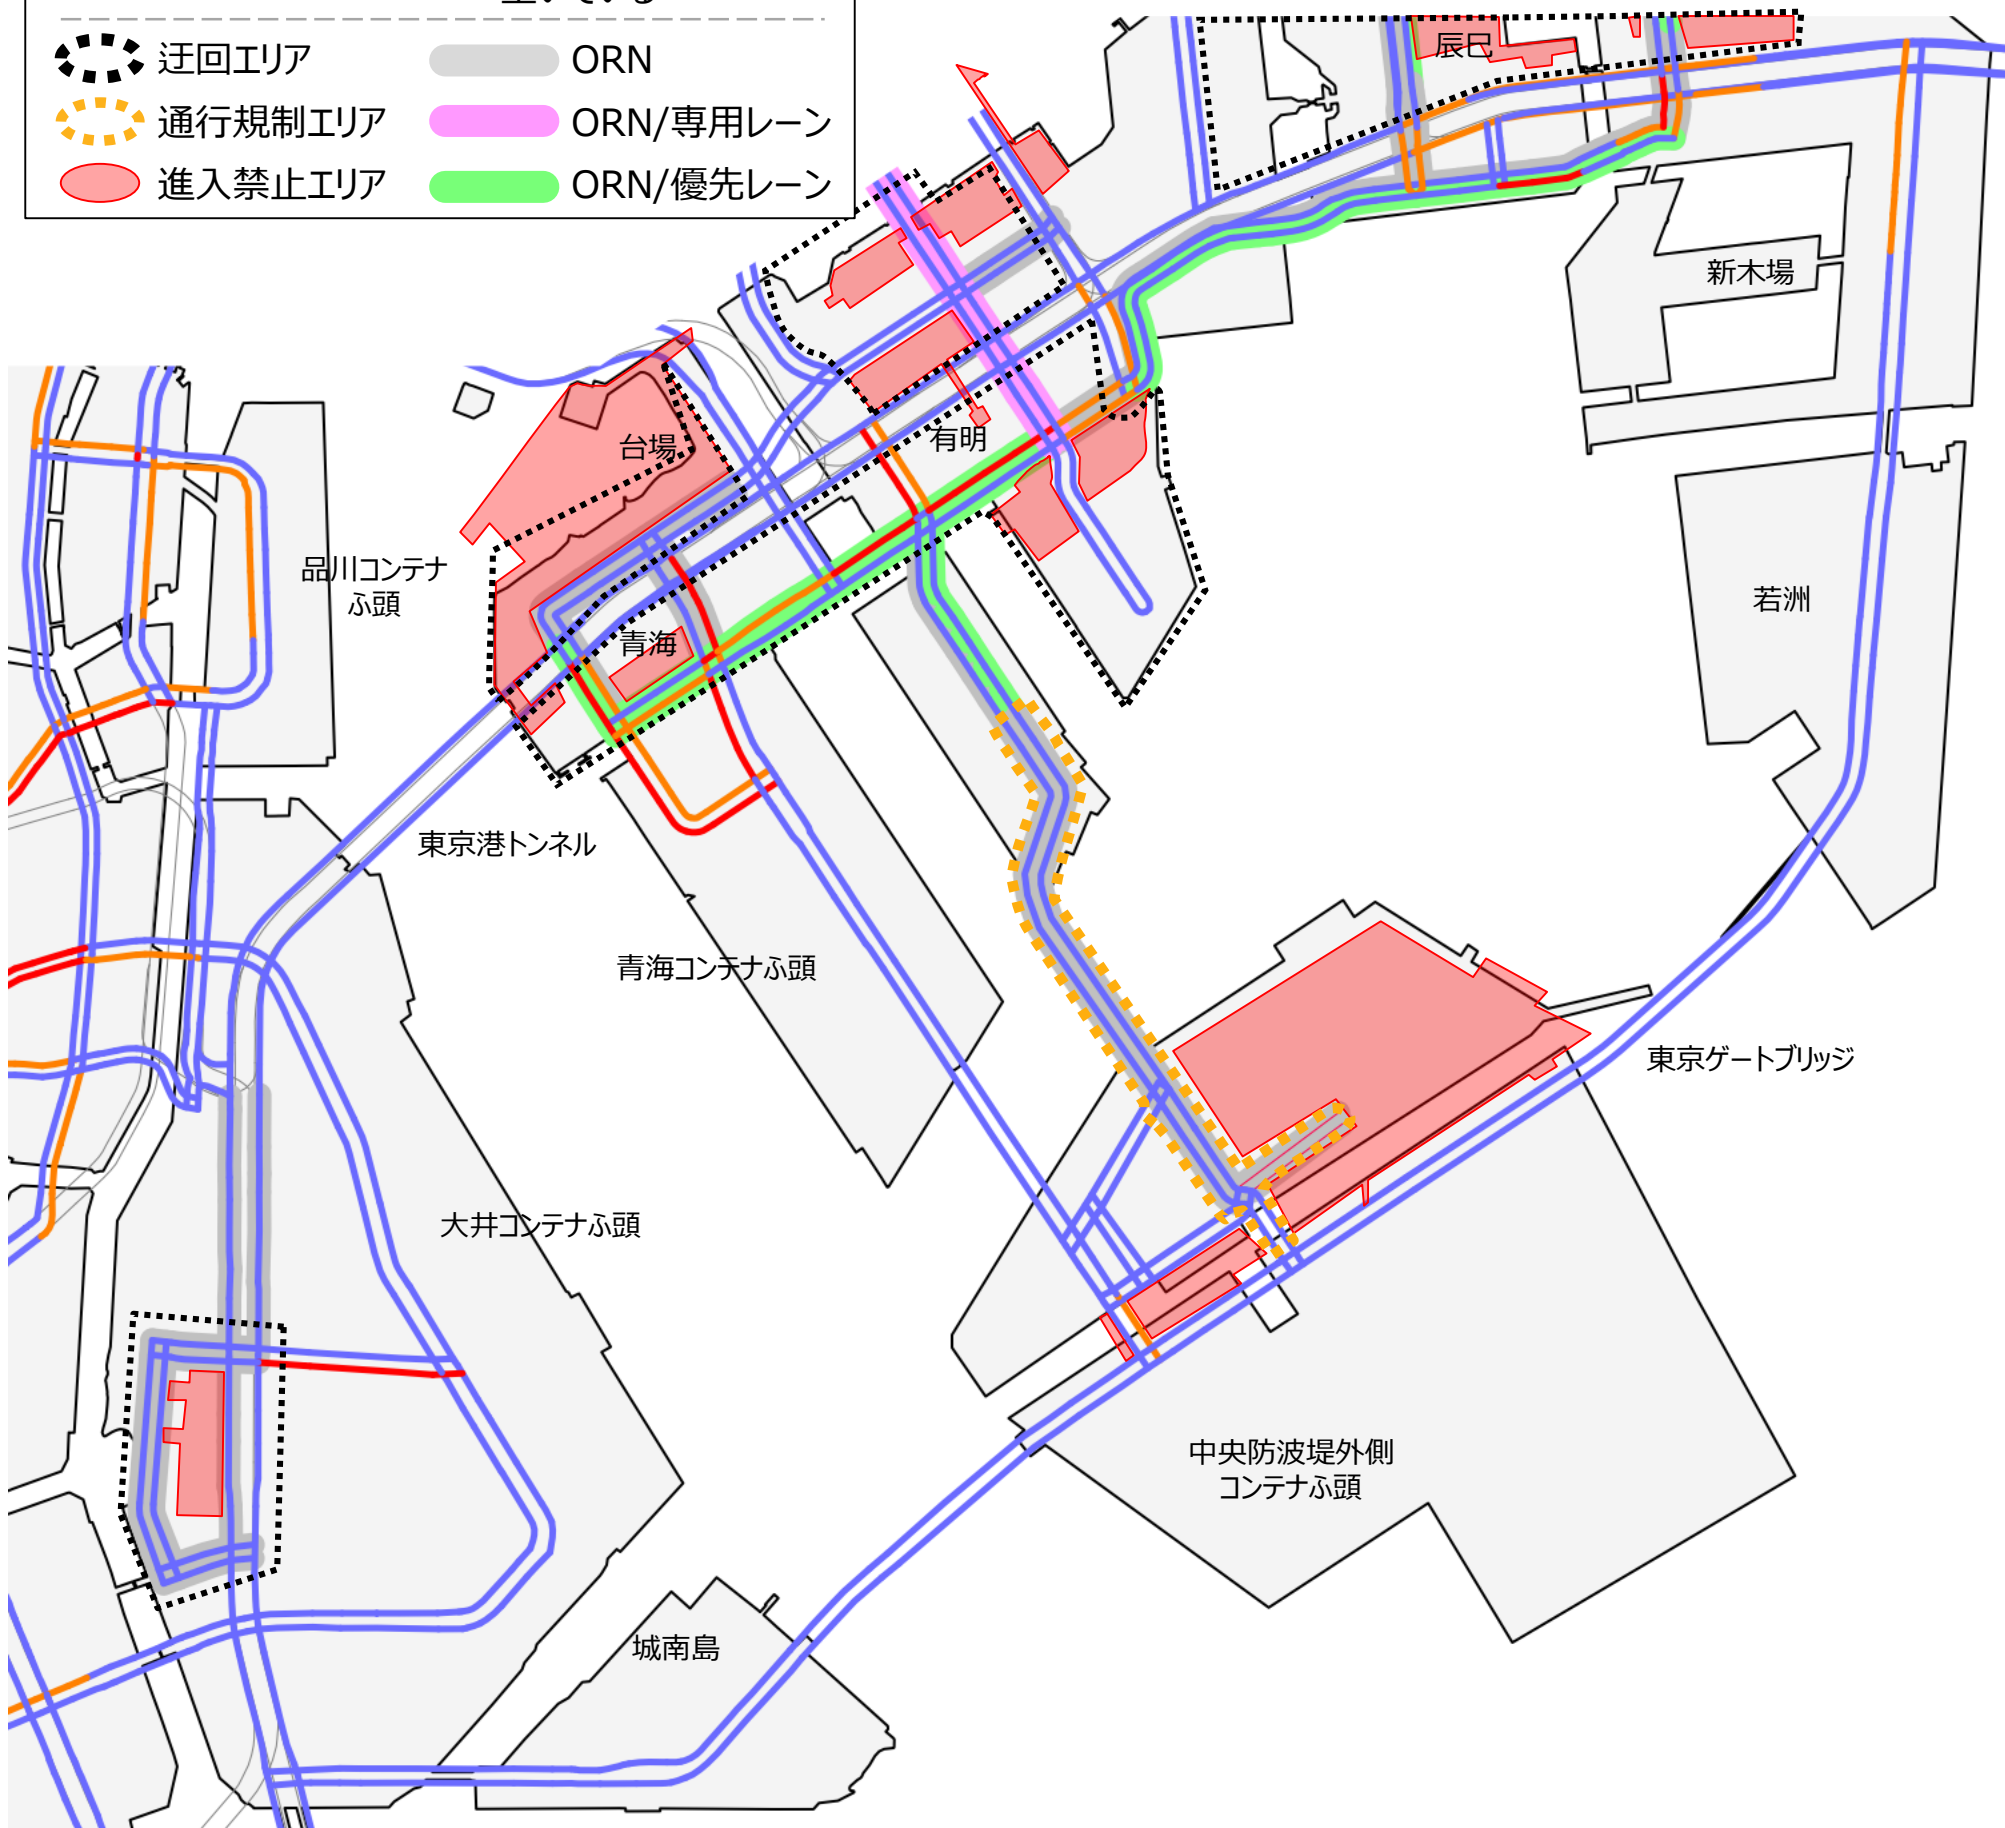 空いている
迂回エリア
ORN
通行規制エリア
ORN/専用レーン
進入禁止エリア
ORN/優先レーン
辰巳
新木場
有明
台場
品川コンテナ
ふ頭
若洲
青海
東京港トンネル
青海コンテナふ頭
東京ゲートブリッジ
大井コンテナふ頭
中央防波堤外側
コンテナふ頭
城南島